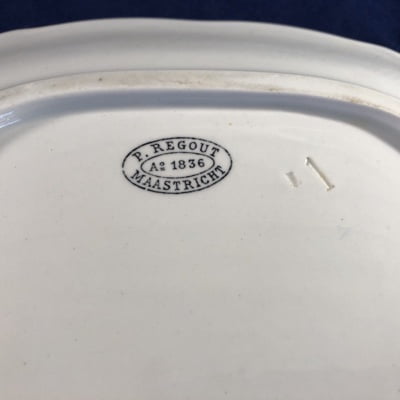 P. REGOUT
Aº 1836
MAASTRICHT